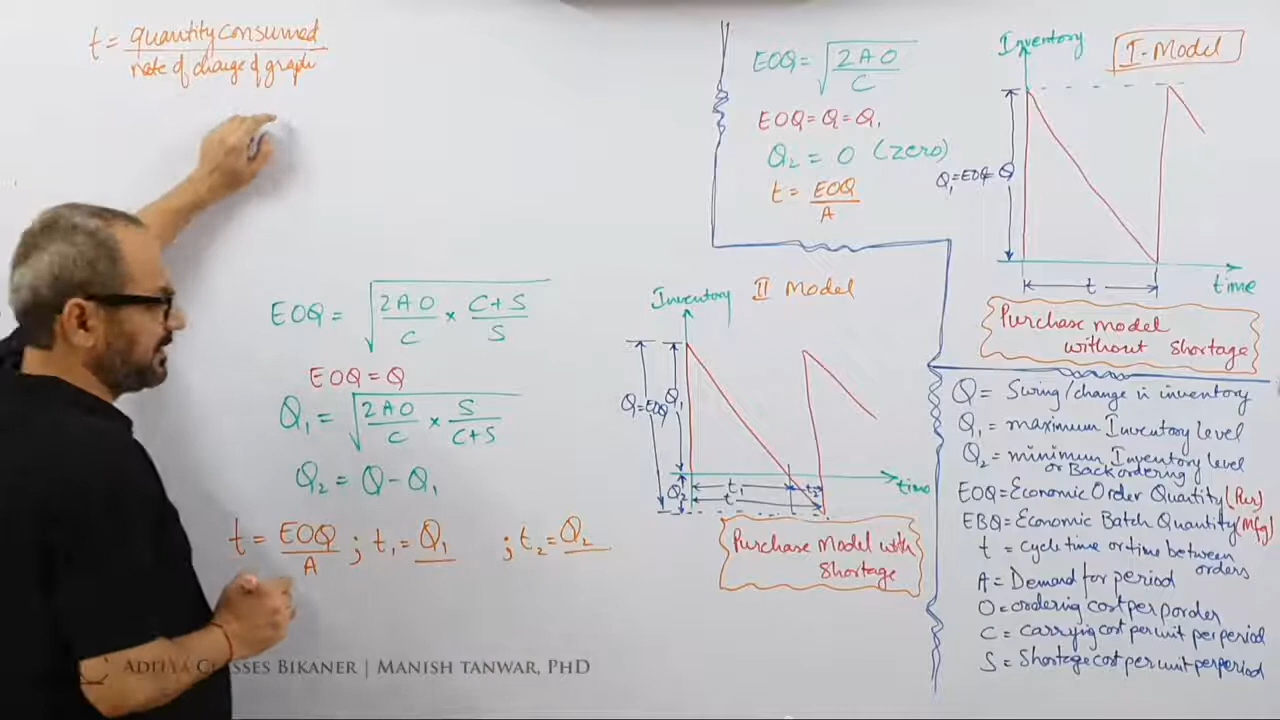 t = quantity consumed
rate of change of graph
EOQ = √ 2AO
C
EOQ = Q = Q₁
Q₂ = 0 (zero)
t = EOQ
A
Inventory
I-Model
Q₁=EOQ=Q
t
time
Purchase model
without shortage
EOQ = √ 2AO × C+S
C S
EOQ = Q
Q₁ = √ 2AO × S
C C+S
Q₂ = Q - Q₁
t = EOQ ; t₁ = Q₁ ; t₂ = Q₂
A
Inventory II Model
Q=EOQ Q₁
Q₂
t₁ t₂
t
time
Purchase Model with
Shortage
Q = Swing/change in inventory
Q₁ = maximum Inventory level
Q₂ = minimum Inventory level
or Backordering
EOQ = Economic Order Quantity (Pur)
EBQ = Economic Batch Quantity (Mfg)
t = cycle time or time between
orders
A = Demand for period
O = ordering cost per porder
C = Carrying cost per unit per period
S = Shortage cost per unit per period
ADITYA CLASSES BIKANER | MANISH TANWAR, PHD